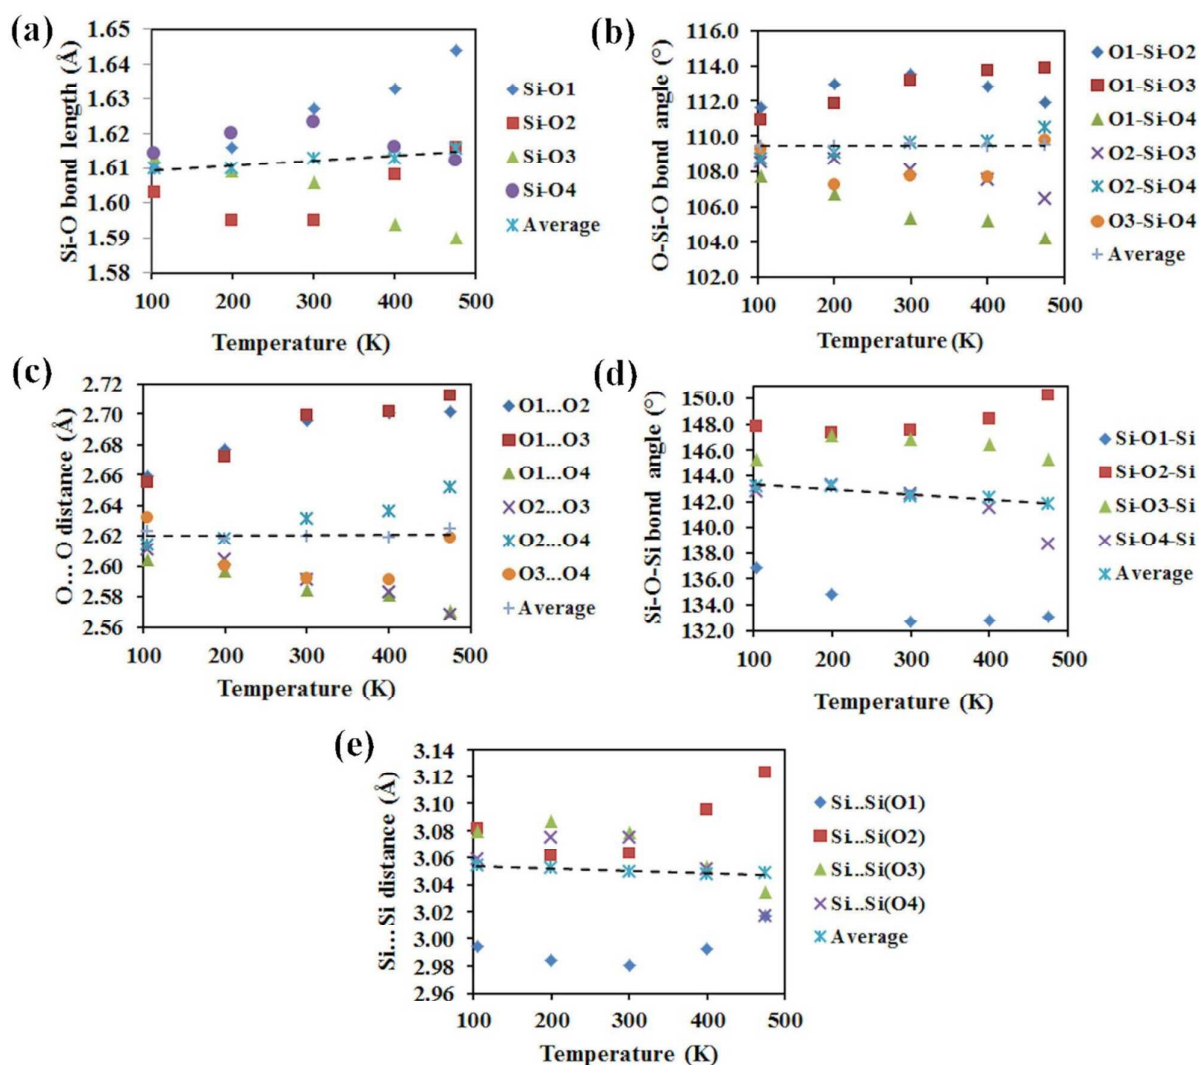 (a)
1.65
1.64
1.63
1.62
1.61
1.60
1.59
1.58
Si-O bond length (Å)
100 200 300 400 500
Temperature (K)
Si-O1
Si-O2
Si-O3
Si-O4
Average
(b)
116.0
114.0
112.0
110.0
108.0
106.0
104.0
102.0
O-Si-O bond angle (°)
100 200 300 400 500
Temperature (K)
O1-Si-O2
O1-Si-O3
O1-Si-O4
O2-Si-O3
O2-Si-O4
O3-Si-O4
Average
(c)
2.72
2.70
2.68
2.66
2.64
2.62
2.60
2.58
2.56
O...O distance (Å)
100 200 300 400 500
Temperature (K)
O1...O2
O1...O3
O1...O4
O2...O3
O2...O4
O3...O4
Average
(d)
150.0
148.0
146.0
144.0
142.0
140.0
138.0
136.0
134.0
132.0
Si-O-Si bond angle (°)
100 200 300 400 500
Temperature (K)
Si-O1-Si
Si-O2-Si
Si-O3-Si
Si-O4-Si
Average
(e)
3.14
3.12
3.10
3.08
3.06
3.04
3.02
3.00
2.98
2.96
Si...Si distance (Å)
100 200 300 400 500
Temperature (K)
Si...Si(O1)
Si...Si(O2)
Si...Si(O3)
Si...Si(O4)
Average